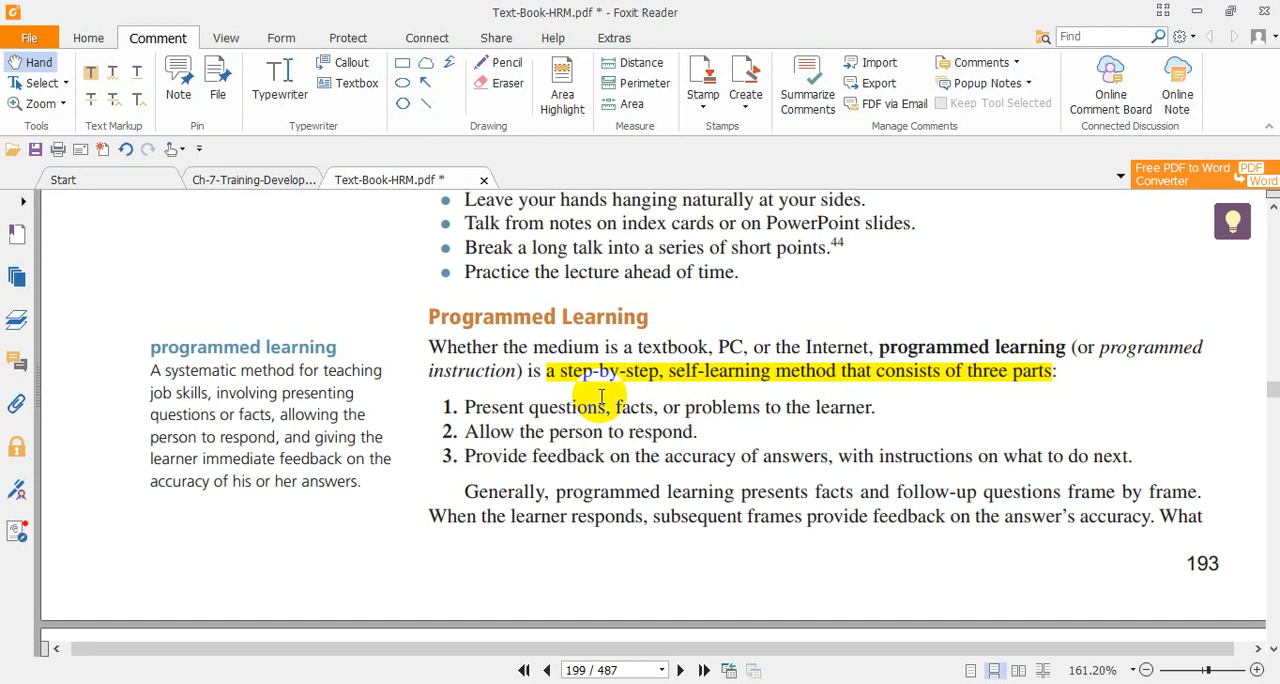 Text-Book-HRM.pdf * - Foxit Reader
File Home Comment View Form Protect Connect Share Help Extras
Find
Hand
Select
Zoom
Tools
Text Markup
Note
File
Pin
Typewriter
Callout
Textbox
Typewriter
Pencil
Eraser
Drawing
Area
Highlight
Distance
Perimeter
Area
Measure
Stamp
Create
Stamps
Summarize
Comments
Import
Export
FDF via Email
Comments
Popup Notes
Keep Tool Selected
Manage Comments
Online
Comment Board
Online
Note
Connected Discussion
Start
Ch-7-Training-Develop...
Text-Book-HRM.pdf *
Free PDF to Word
Converter
PDF
Word
Leave your hands hanging naturally at your sides.
Talk from notes on index cards or on PowerPoint slides.
Break a long talk into a series of short points.44
Practice the lecture ahead of time.
Programmed Learning
programmed learning
A systematic method for teaching
job skills, involving presenting
questions or facts, allowing the
person to respond, and giving the
learner immediate feedback on the
accuracy of his or her answers.
Whether the medium is a textbook, PC, or the Internet, programmed learning (or programmed
instruction) is a step-by-step, self-learning method that consists of three parts:
1. Present questions, facts, or problems to the learner.
2. Allow the person to respond.
3. Provide feedback on the accuracy of answers, with instructions on what to do next.
Generally, programmed learning presents facts and follow-up questions frame by frame.
When the learner responds, subsequent frames provide feedback on the answer's accuracy. What
193
199 / 487
161.20%